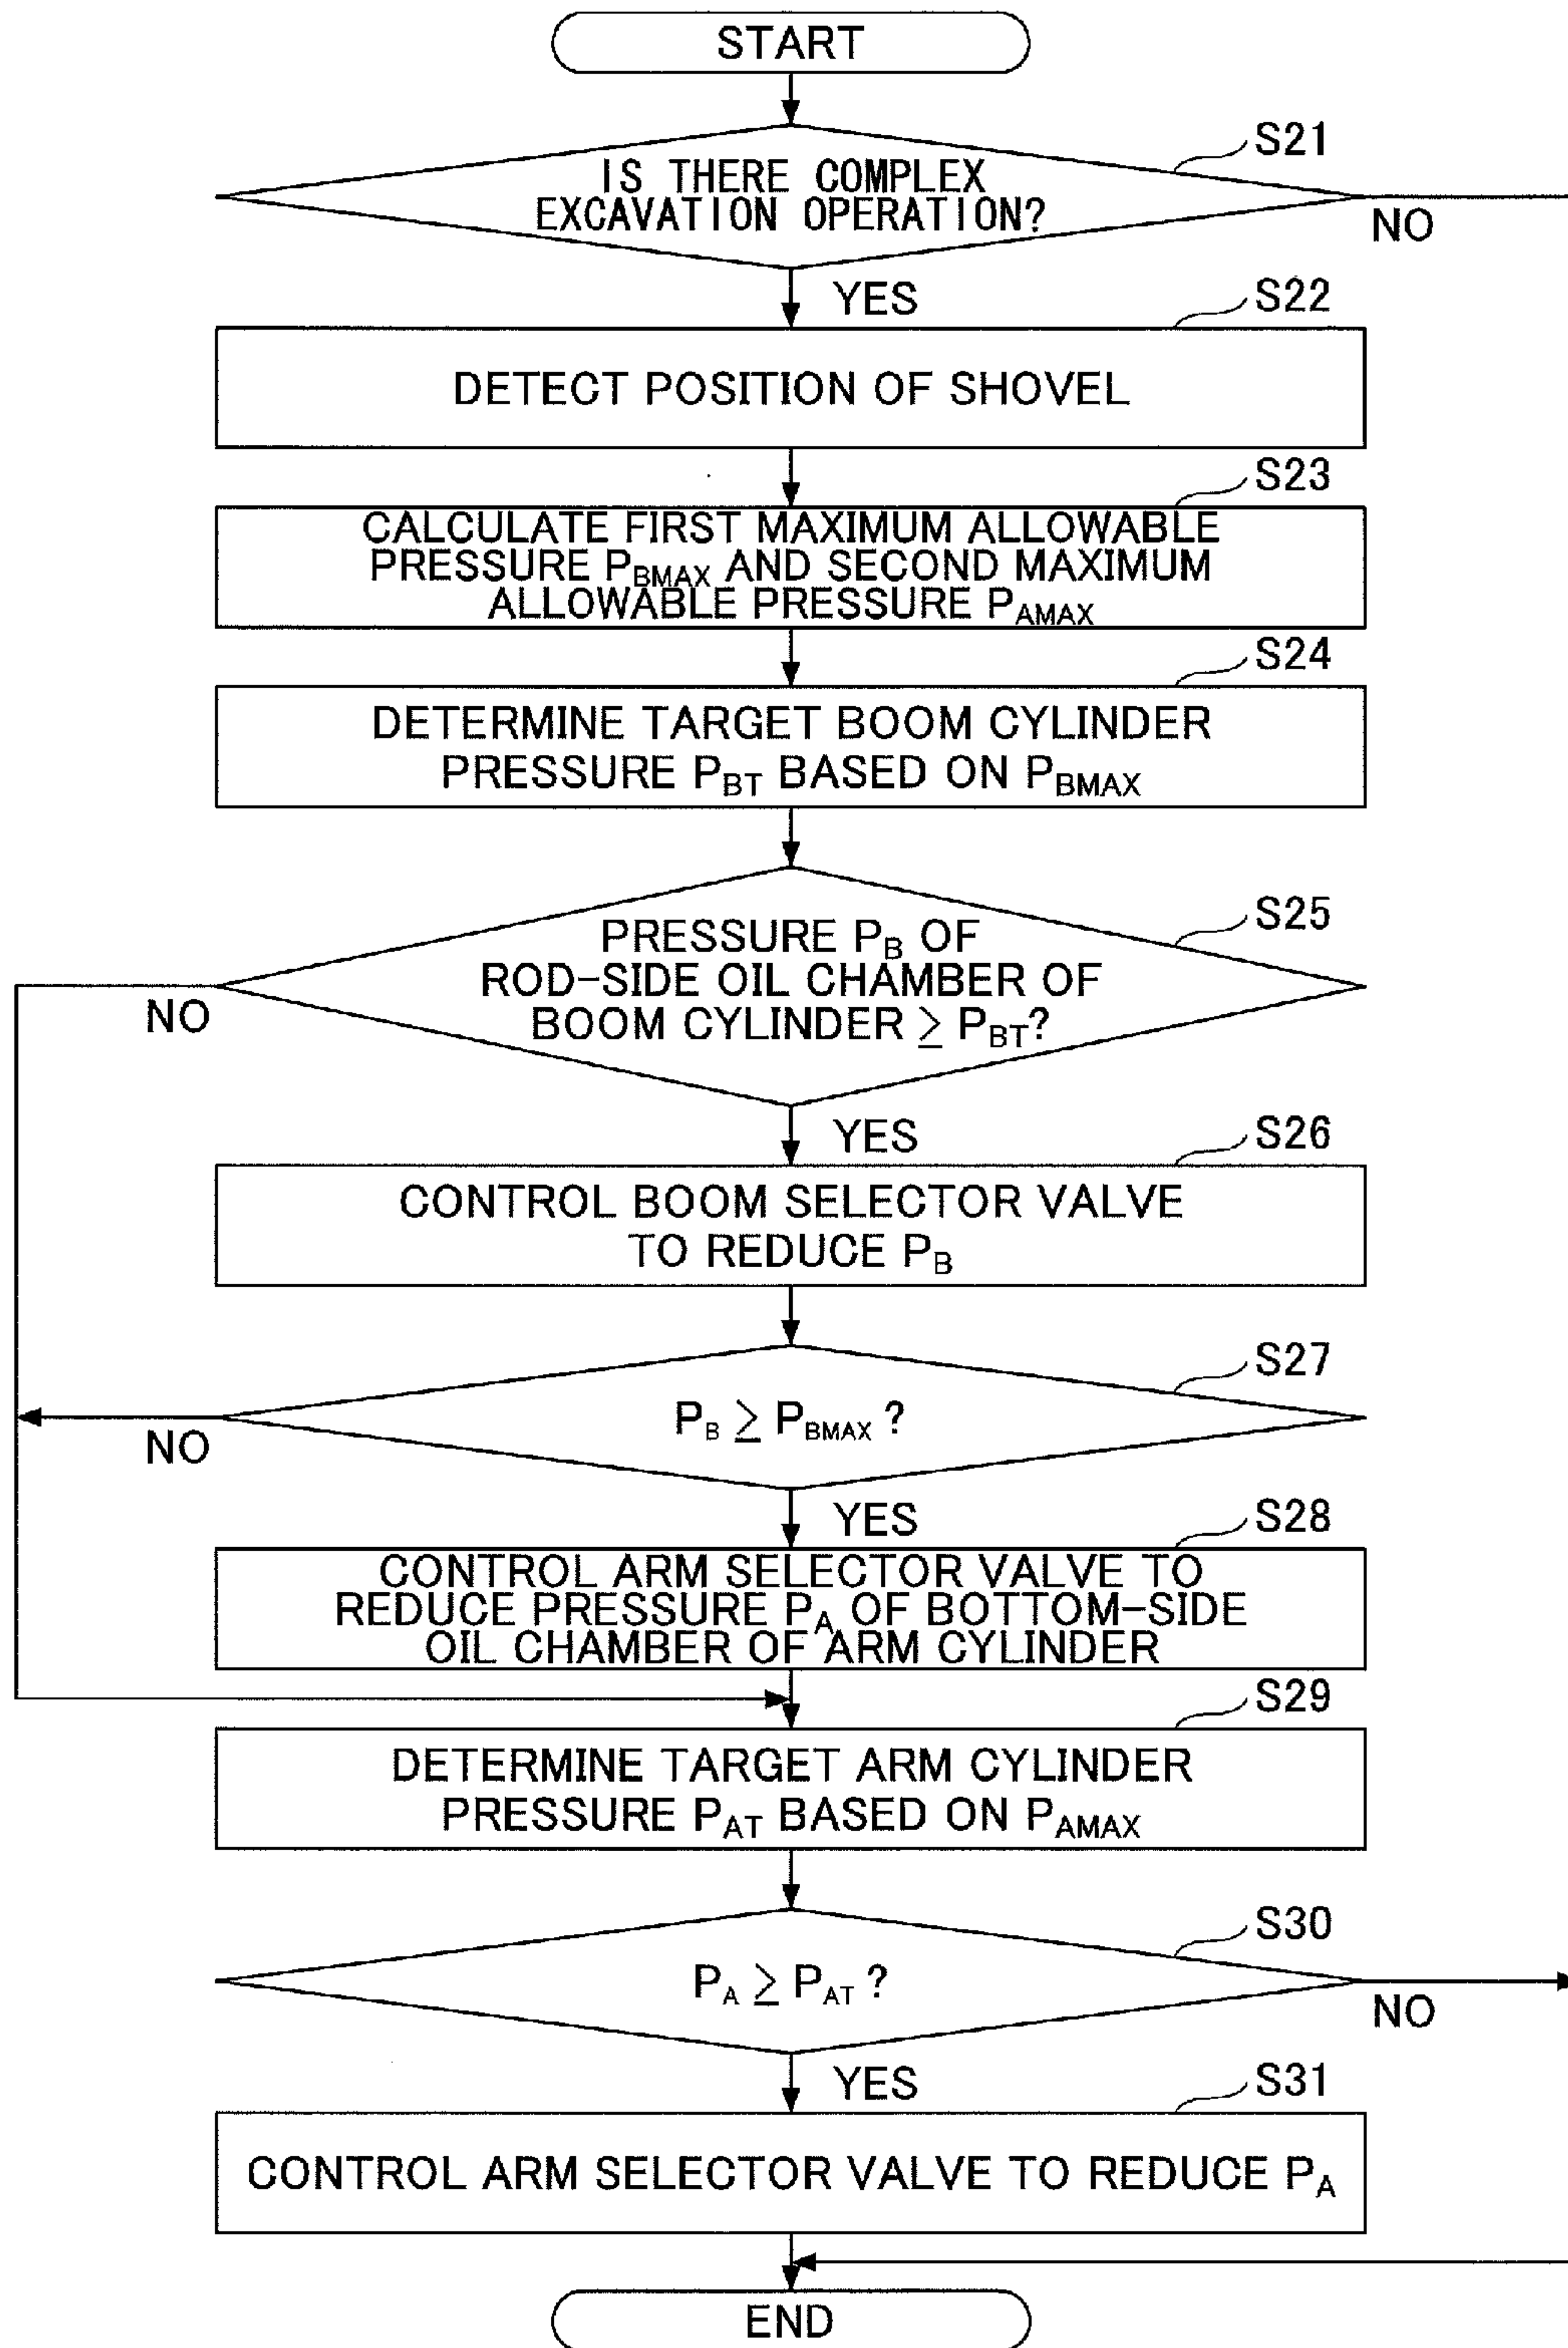 START
S21
IS THERE COMPLEX
EXCAVATION OPERATION?
NO
YES
S22
DETECT POSITION OF SHOVEL
S23
CALCULATE FIRST MAXIMUM ALLOWABLE
PRESSURE PBMAX AND SECOND MAXIMUM
ALLOWABLE PRESSURE PAMAX
S24
DETERMINE TARGET BOOM CYLINDER
PRESSURE PBT BASED ON PBMAX
S25
PRESSURE PB OF
ROD-SIDE OIL CHAMBER OF
BOOM CYLINDER ≥ PBT?
NO
YES
S26
CONTROL BOOM SELECTOR VALVE
TO REDUCE PB
S27
PB ≥ PBMAX ?
NO
YES
S28
CONTROL ARM SELECTOR VALVE TO
REDUCE PRESSURE PA OF BOTTOM-SIDE
OIL CHAMBER OF ARM CYLINDER
S29
DETERMINE TARGET ARM CYLINDER
PRESSURE PAT BASED ON PAMAX
S30
PA ≥ PAT ?
NO
YES
S31
CONTROL ARM SELECTOR VALVE TO REDUCE PA
END